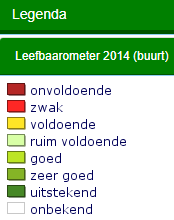 Legenda
Leefbaarometer 2014 (buurt)
onvoldoende
zwak
voldoende
ruim voldoende
goed
zeer goed
uitstekend
onbekend